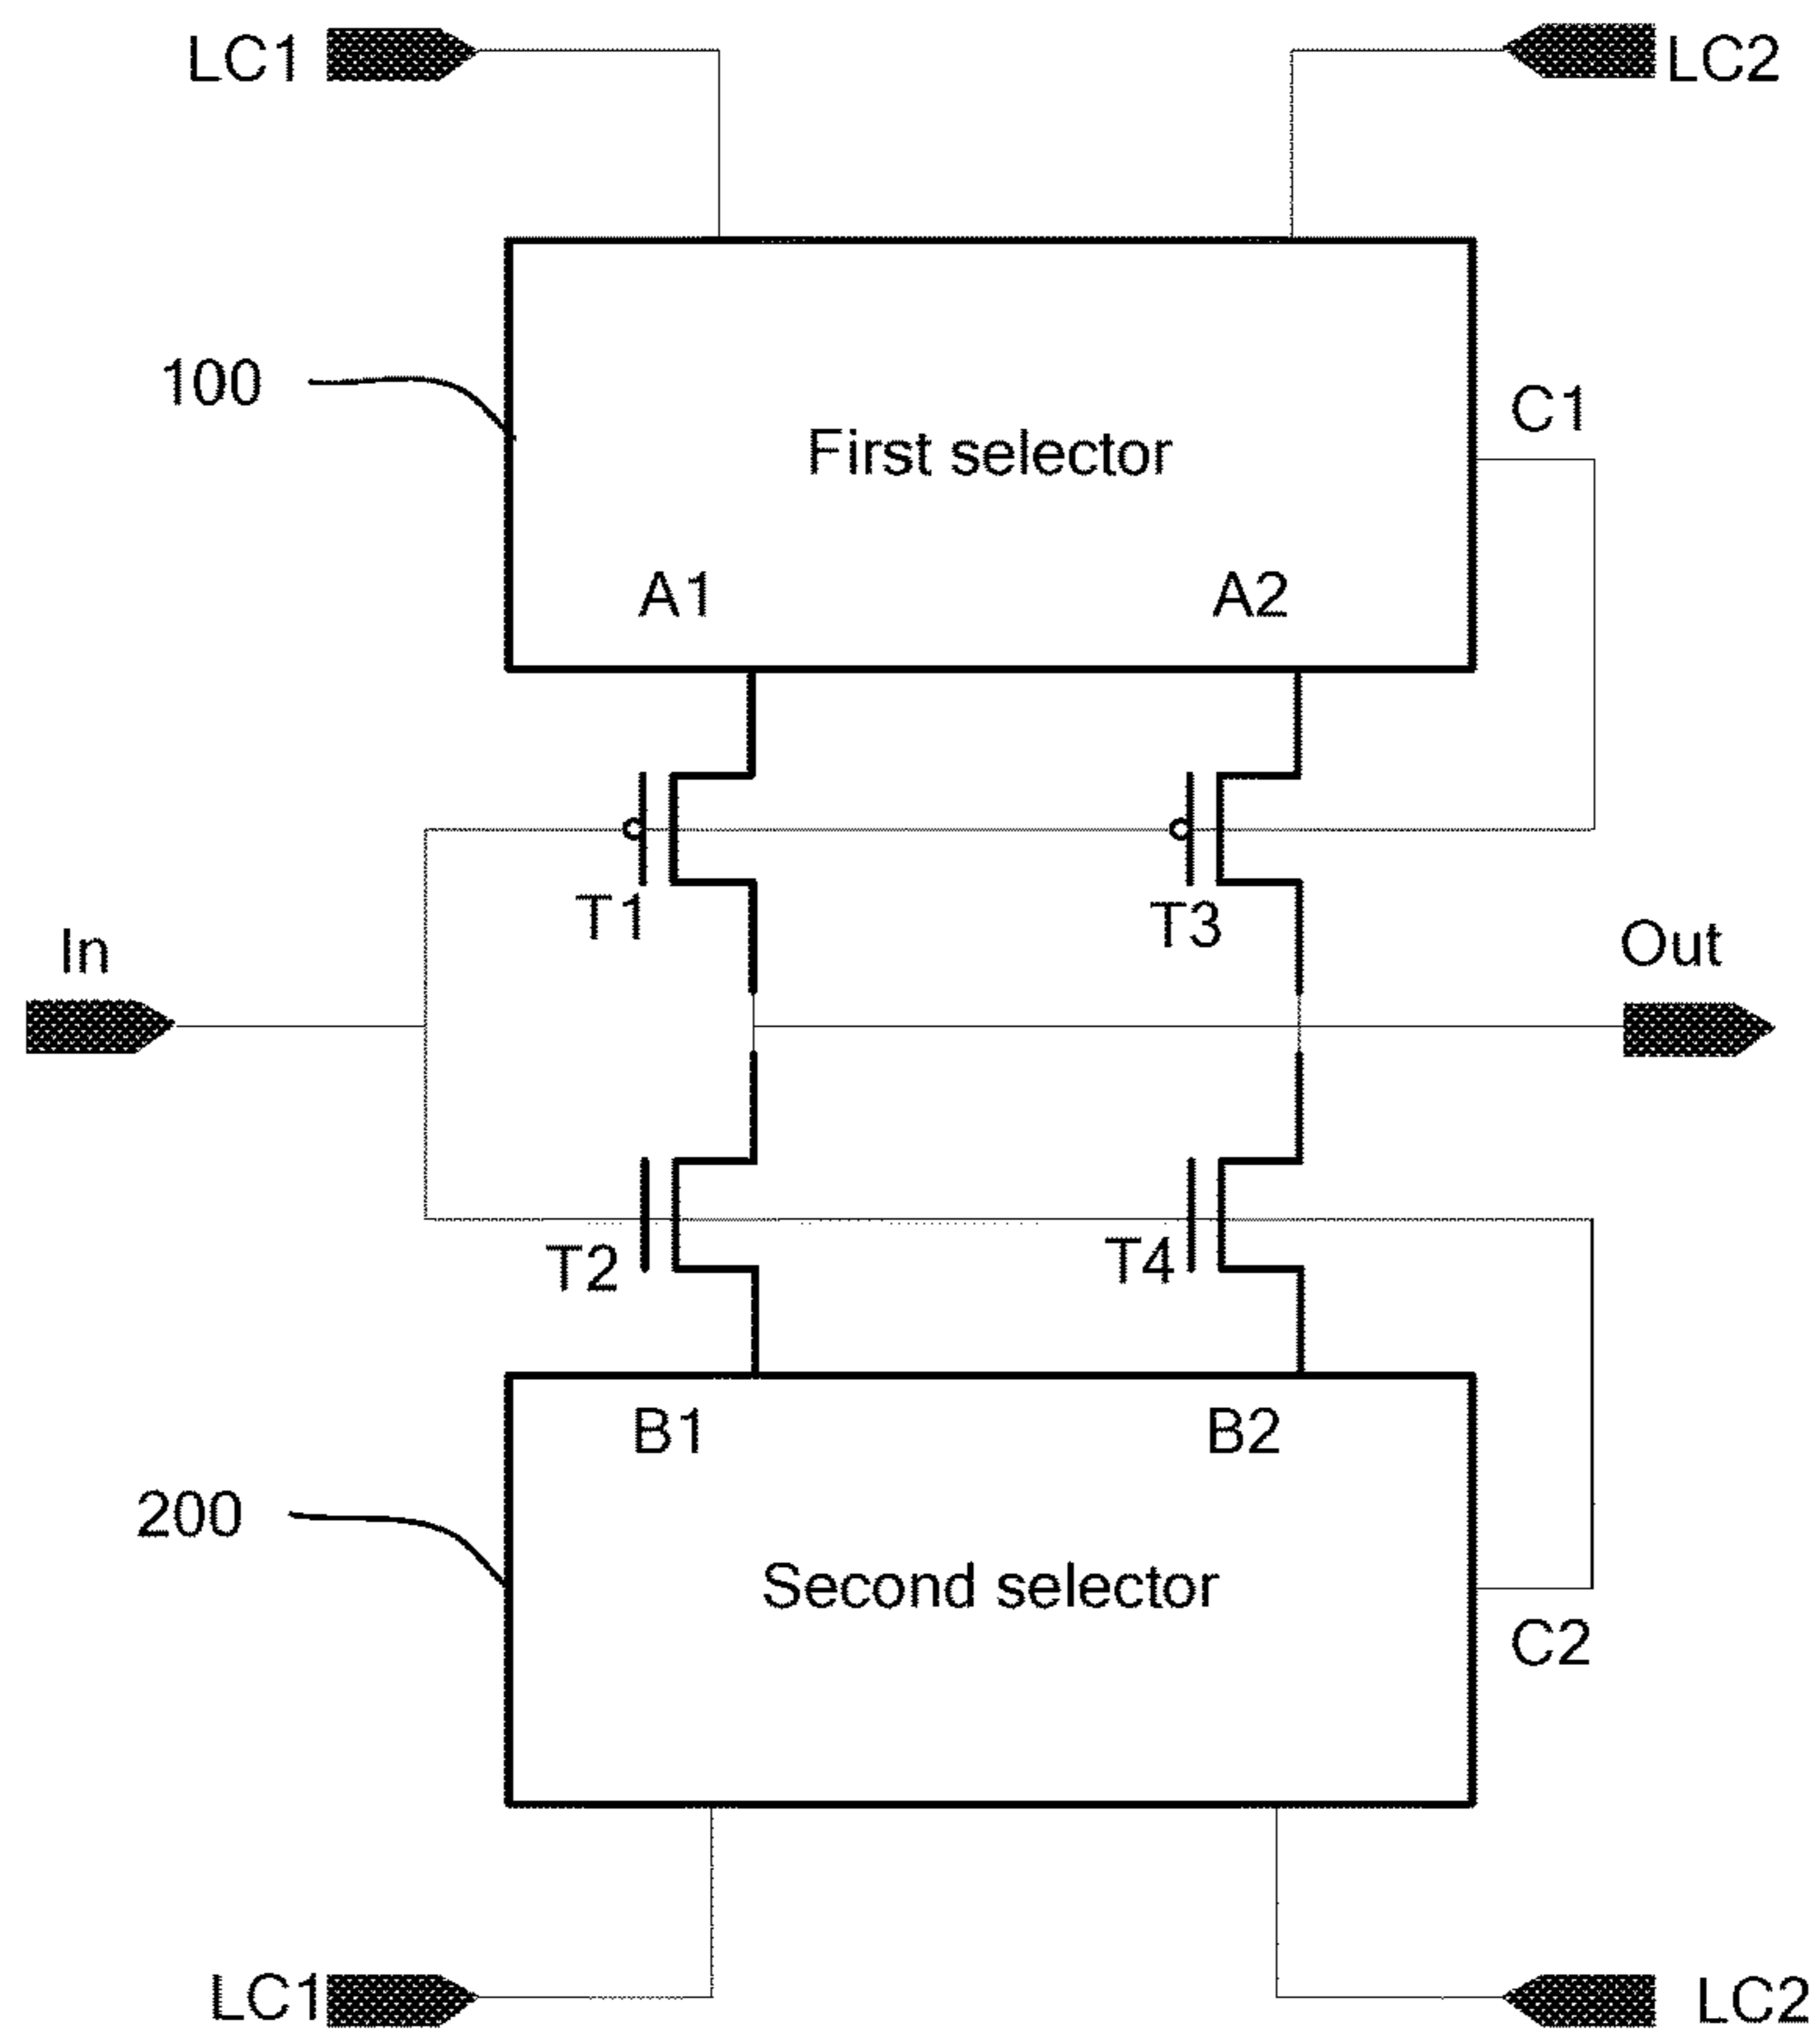 LC1
LC2
100
C1
First selector
A1
A2
T1
T3
In
Out
T2
T4
B1
B2
200
Second selector
C2
LC1
LC2